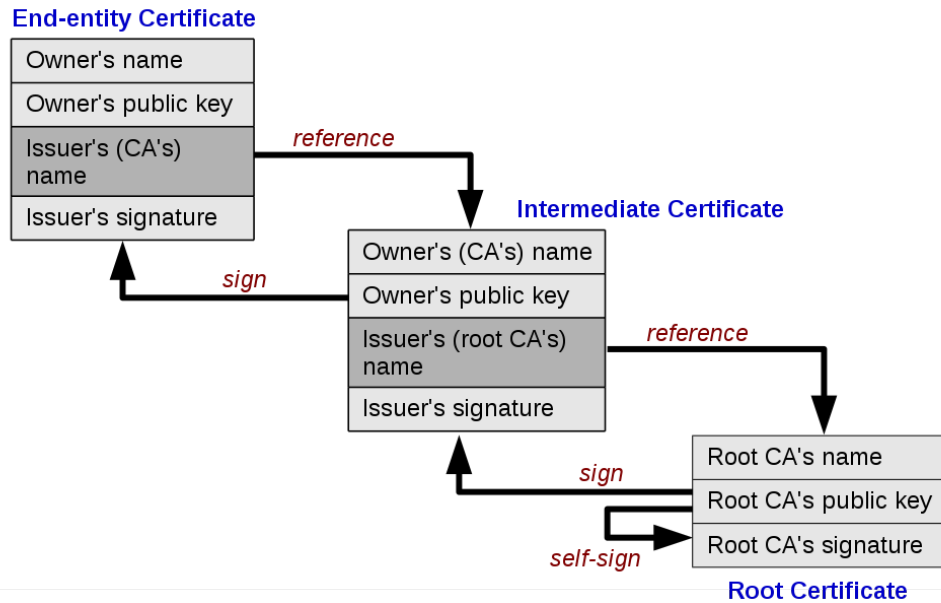 End-entity Certificate
Owner's name
Owner's public key
Issuer's (CA's)
name
Issuer's signature
reference
sign
Intermediate Certificate
Owner's (CA's) name
Owner's public key
Issuer's (root CA's)
name
Issuer's signature
reference
sign
self-sign
Root CA's name
Root CA's public key
Root CA's signature
Root Certificate